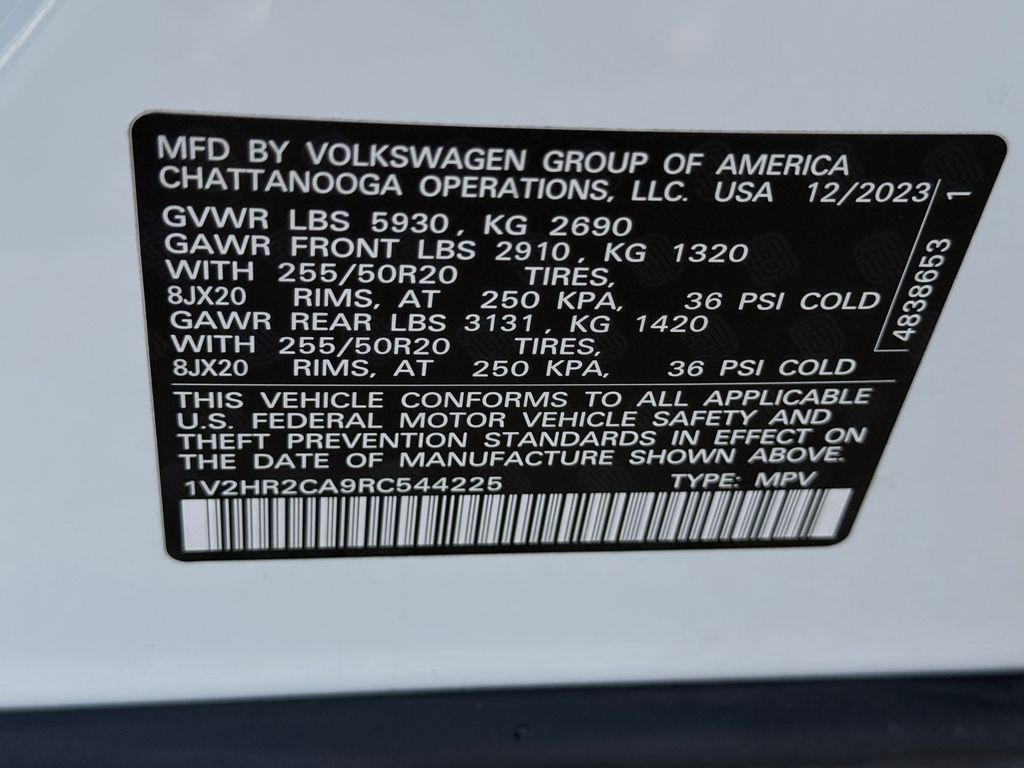 MFD BY VOLKSWAGEN GROUP OF AMERICA
CHATTANOOGA OPERATIONS, LLC. USA 12/2023
GVWR LBS 5930, KG 2690
GAWR FRONT LBS 2910, KG 1320
WITH 255/50R20 TIRES,
8JX20 RIMS, AT 250 KPA, 36 PSI COLD
GAWR REAR LBS 3131, KG 1420
WITH 255/50R20 TIRES,
8JX20 RIMS, AT 250 KPA, 36 PSI COLD
4838653 1
THIS VEHICLE CONFORMS TO ALL APPLICABLE
U.S. FEDERAL MOTOR VEHICLE SAFETY AND
THEFT PREVENTION STANDARDS IN EFFECT ON
THE DATE OF MANUFACTURE SHOWN ABOVE.
1V2HR2CA9RC544225 TYPE: MPV